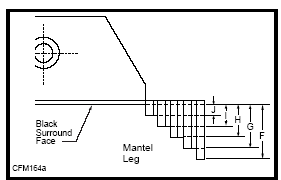 J
I
H
G
F
Black
Surround
Face
Mantel
Leg
CFM164a